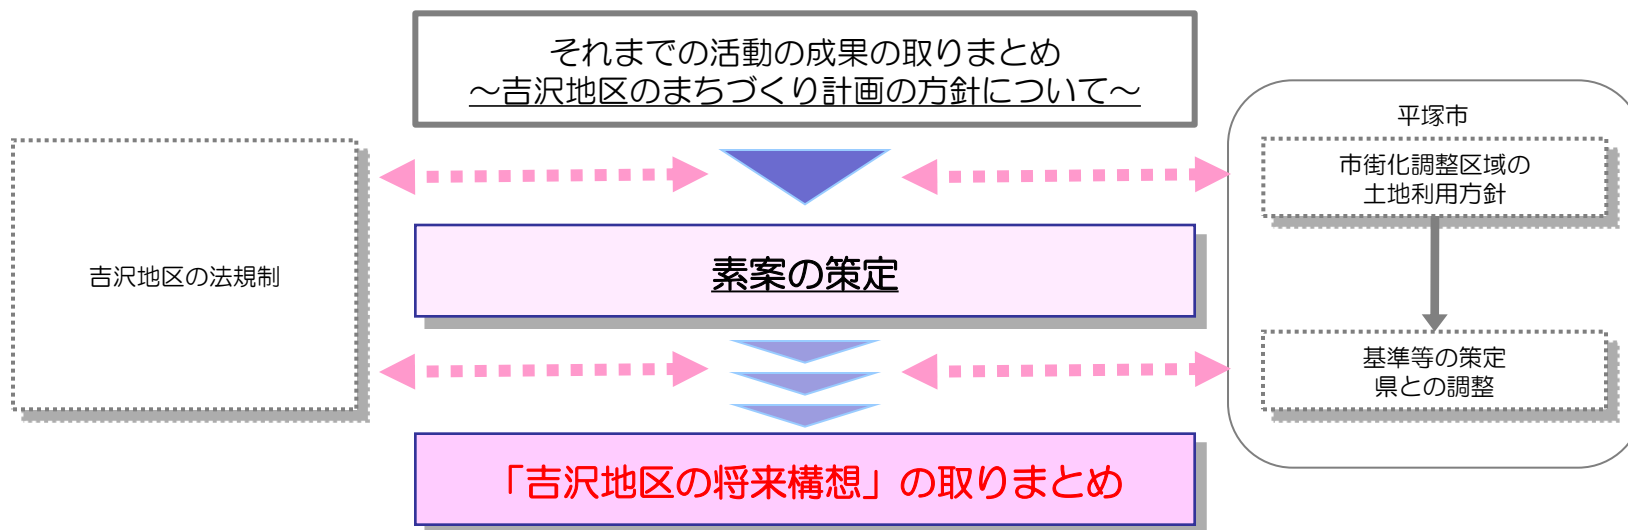 それまでの活動の成果の取りまとめ
～吉沢地区のまちづくり計画の方針について～
平塚市
市街化調整区域の
土地利用方針
吉沢地区の法規制
素案の策定
基準等の策定
県との調整
「吉沢地区の将来構想」の取りまとめ